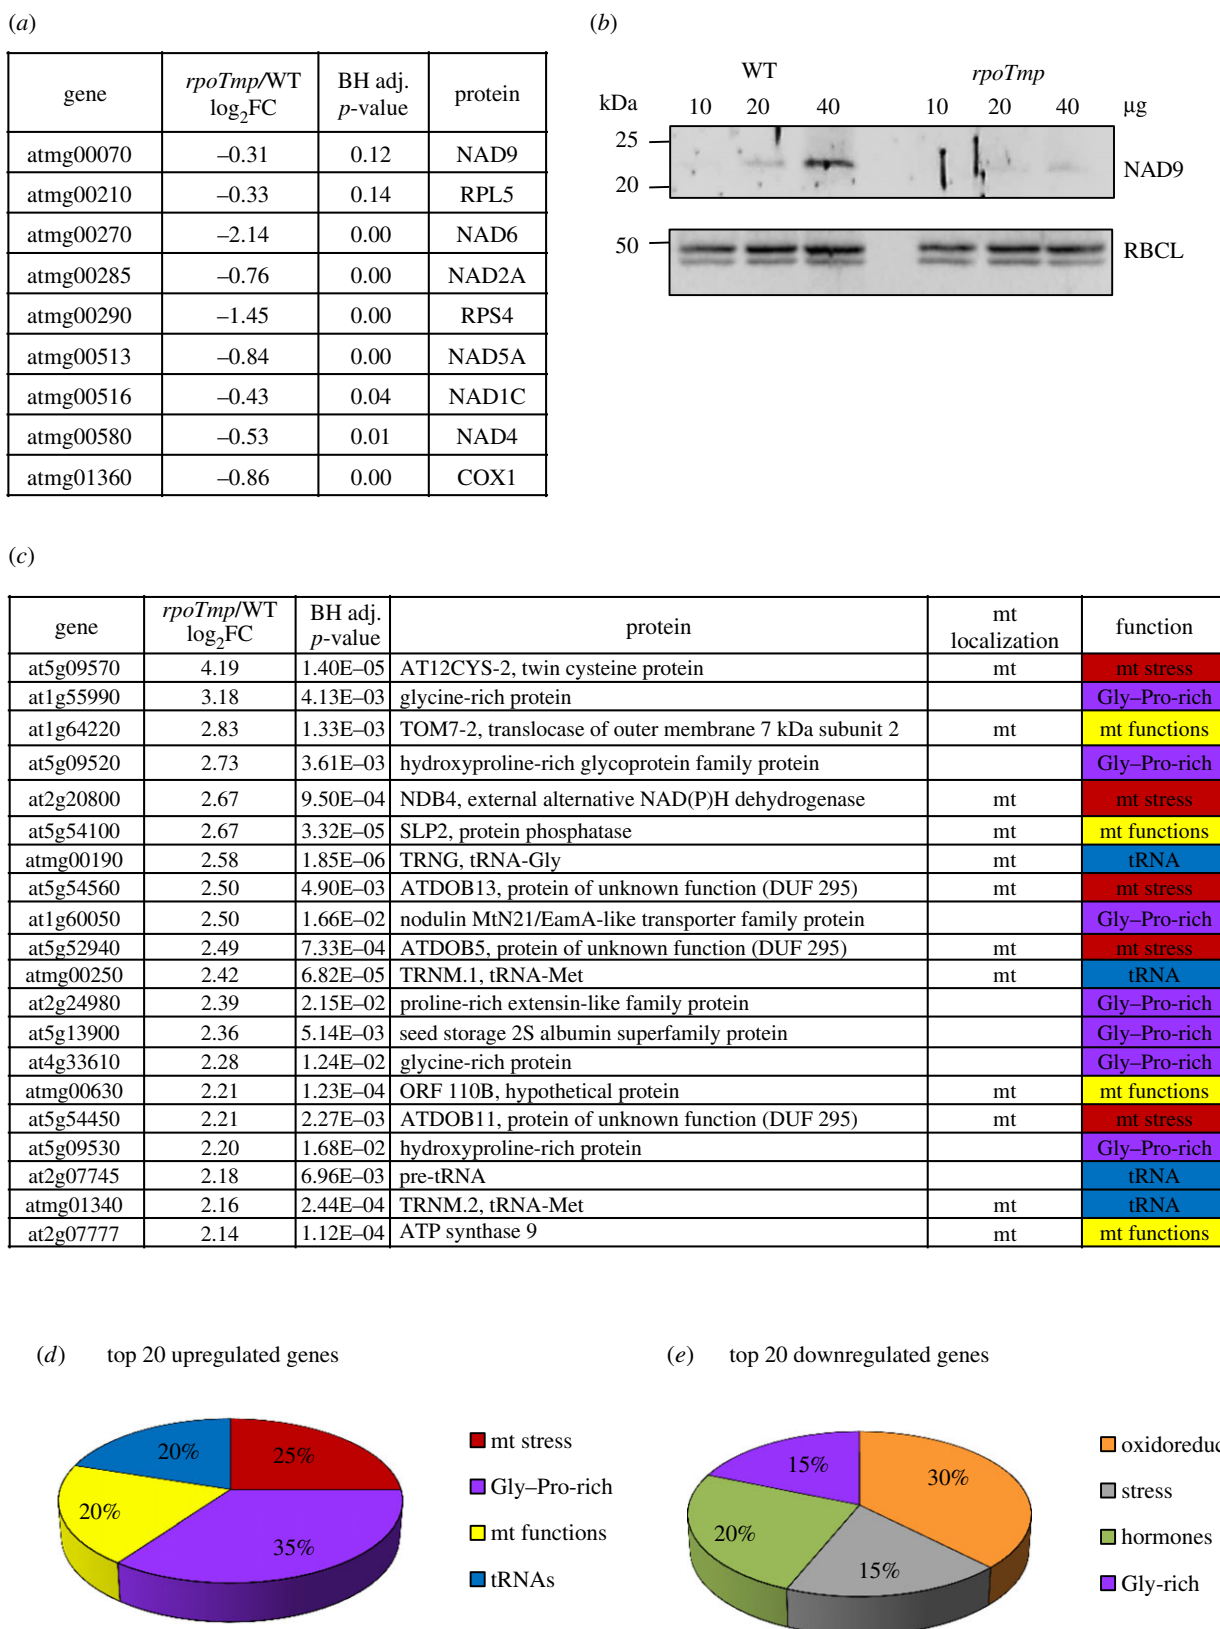 (a)
gene rpoTmp/WT log2FC BH adj. p-value protein
atmg00070 –0.31 0.12 NAD9
atmg00210 –0.33 0.14 RPL5
atmg00270 –2.14 0.00 NAD6
atmg00285 –0.76 0.00 NAD2A
atmg00290 –1.45 0.00 RPS4
atmg00513 –0.84 0.00 NAD5A
atmg00516 –0.43 0.04 NAD1C
atmg00580 –0.53 0.01 NAD4
atmg01360 –0.86 0.00 COX1
(b)
WT rpoTmp
kDa 10 20 40 10 20 40 µg
25
20
NAD9
50
RBCL
(c)
gene rpoTmp/WT log2FC BH adj. p-value protein mt localization function
at5g09570 4.19 1.40E–05 AT12CYS-2, twin cysteine protein mt mt stress
at1g55990 3.18 4.13E–03 glycine-rich protein Gly–Pro-rich
at1g64220 2.83 1.33E–03 TOM7-2, translocase of outer membrane 7 kDa subunit 2 mt mt functions
at5g09520 2.73 3.61E–03 hydroxyproline-rich glycoprotein family protein Gly–Pro-rich
at2g20800 2.67 9.50E–04 NDB4, external alternative NAD(P)H dehydrogenase mt mt stress
at5g54100 2.67 3.32E–05 SLP2, protein phosphatase mt mt functions
atmg00190 2.58 1.85E–06 TRNG, tRNA-Gly mt tRNA
at5g54560 2.50 4.90E–03 ATDOB13, protein of unknown function (DUF 295) mt mt stress
at1g60050 2.50 1.66E–02 nodulin MtN21/EamA-like transporter family protein Gly–Pro-rich
at5g52940 2.49 7.33E–04 ATDOB5, protein of unknown function (DUF 295) mt mt stress
atmg00250 2.42 6.82E–05 TRNM.1, tRNA-Met mt tRNA
at2g24980 2.39 2.15E–02 proline-rich extensin-like family protein Gly–Pro-rich
at5g13900 2.36 5.14E–03 seed storage 2S albumin superfamily protein Gly–Pro-rich
at4g33610 2.28 1.24E–02 glycine-rich protein Gly–Pro-rich
atmg00630 2.21 1.23E–04 ORF 110B, hypothetical protein mt mt functions
at5g54450 2.21 2.27E–03 ATDOB11, protein of unknown function (DUF 295) mt mt stress
at5g09530 2.20 1.68E–02 hydroxyproline-rich protein Gly–Pro-rich
at2g07745 2.18 6.96E–03 pre-tRNA tRNA
atmg01340 2.16 2.44E–04 TRNM.2, tRNA-Met mt tRNA
at2g07777 2.14 1.12E–04 ATP synthase 9 mt mt functions
(d) top 20 upregulated genes
20% 25%
20%
35%
mt stress
Gly–Pro-rich
mt functions
tRNAs
(e) top 20 downregulated genes
15% 30%
20%
15%
oxidoreduc
stress
hormones
Gly-rich